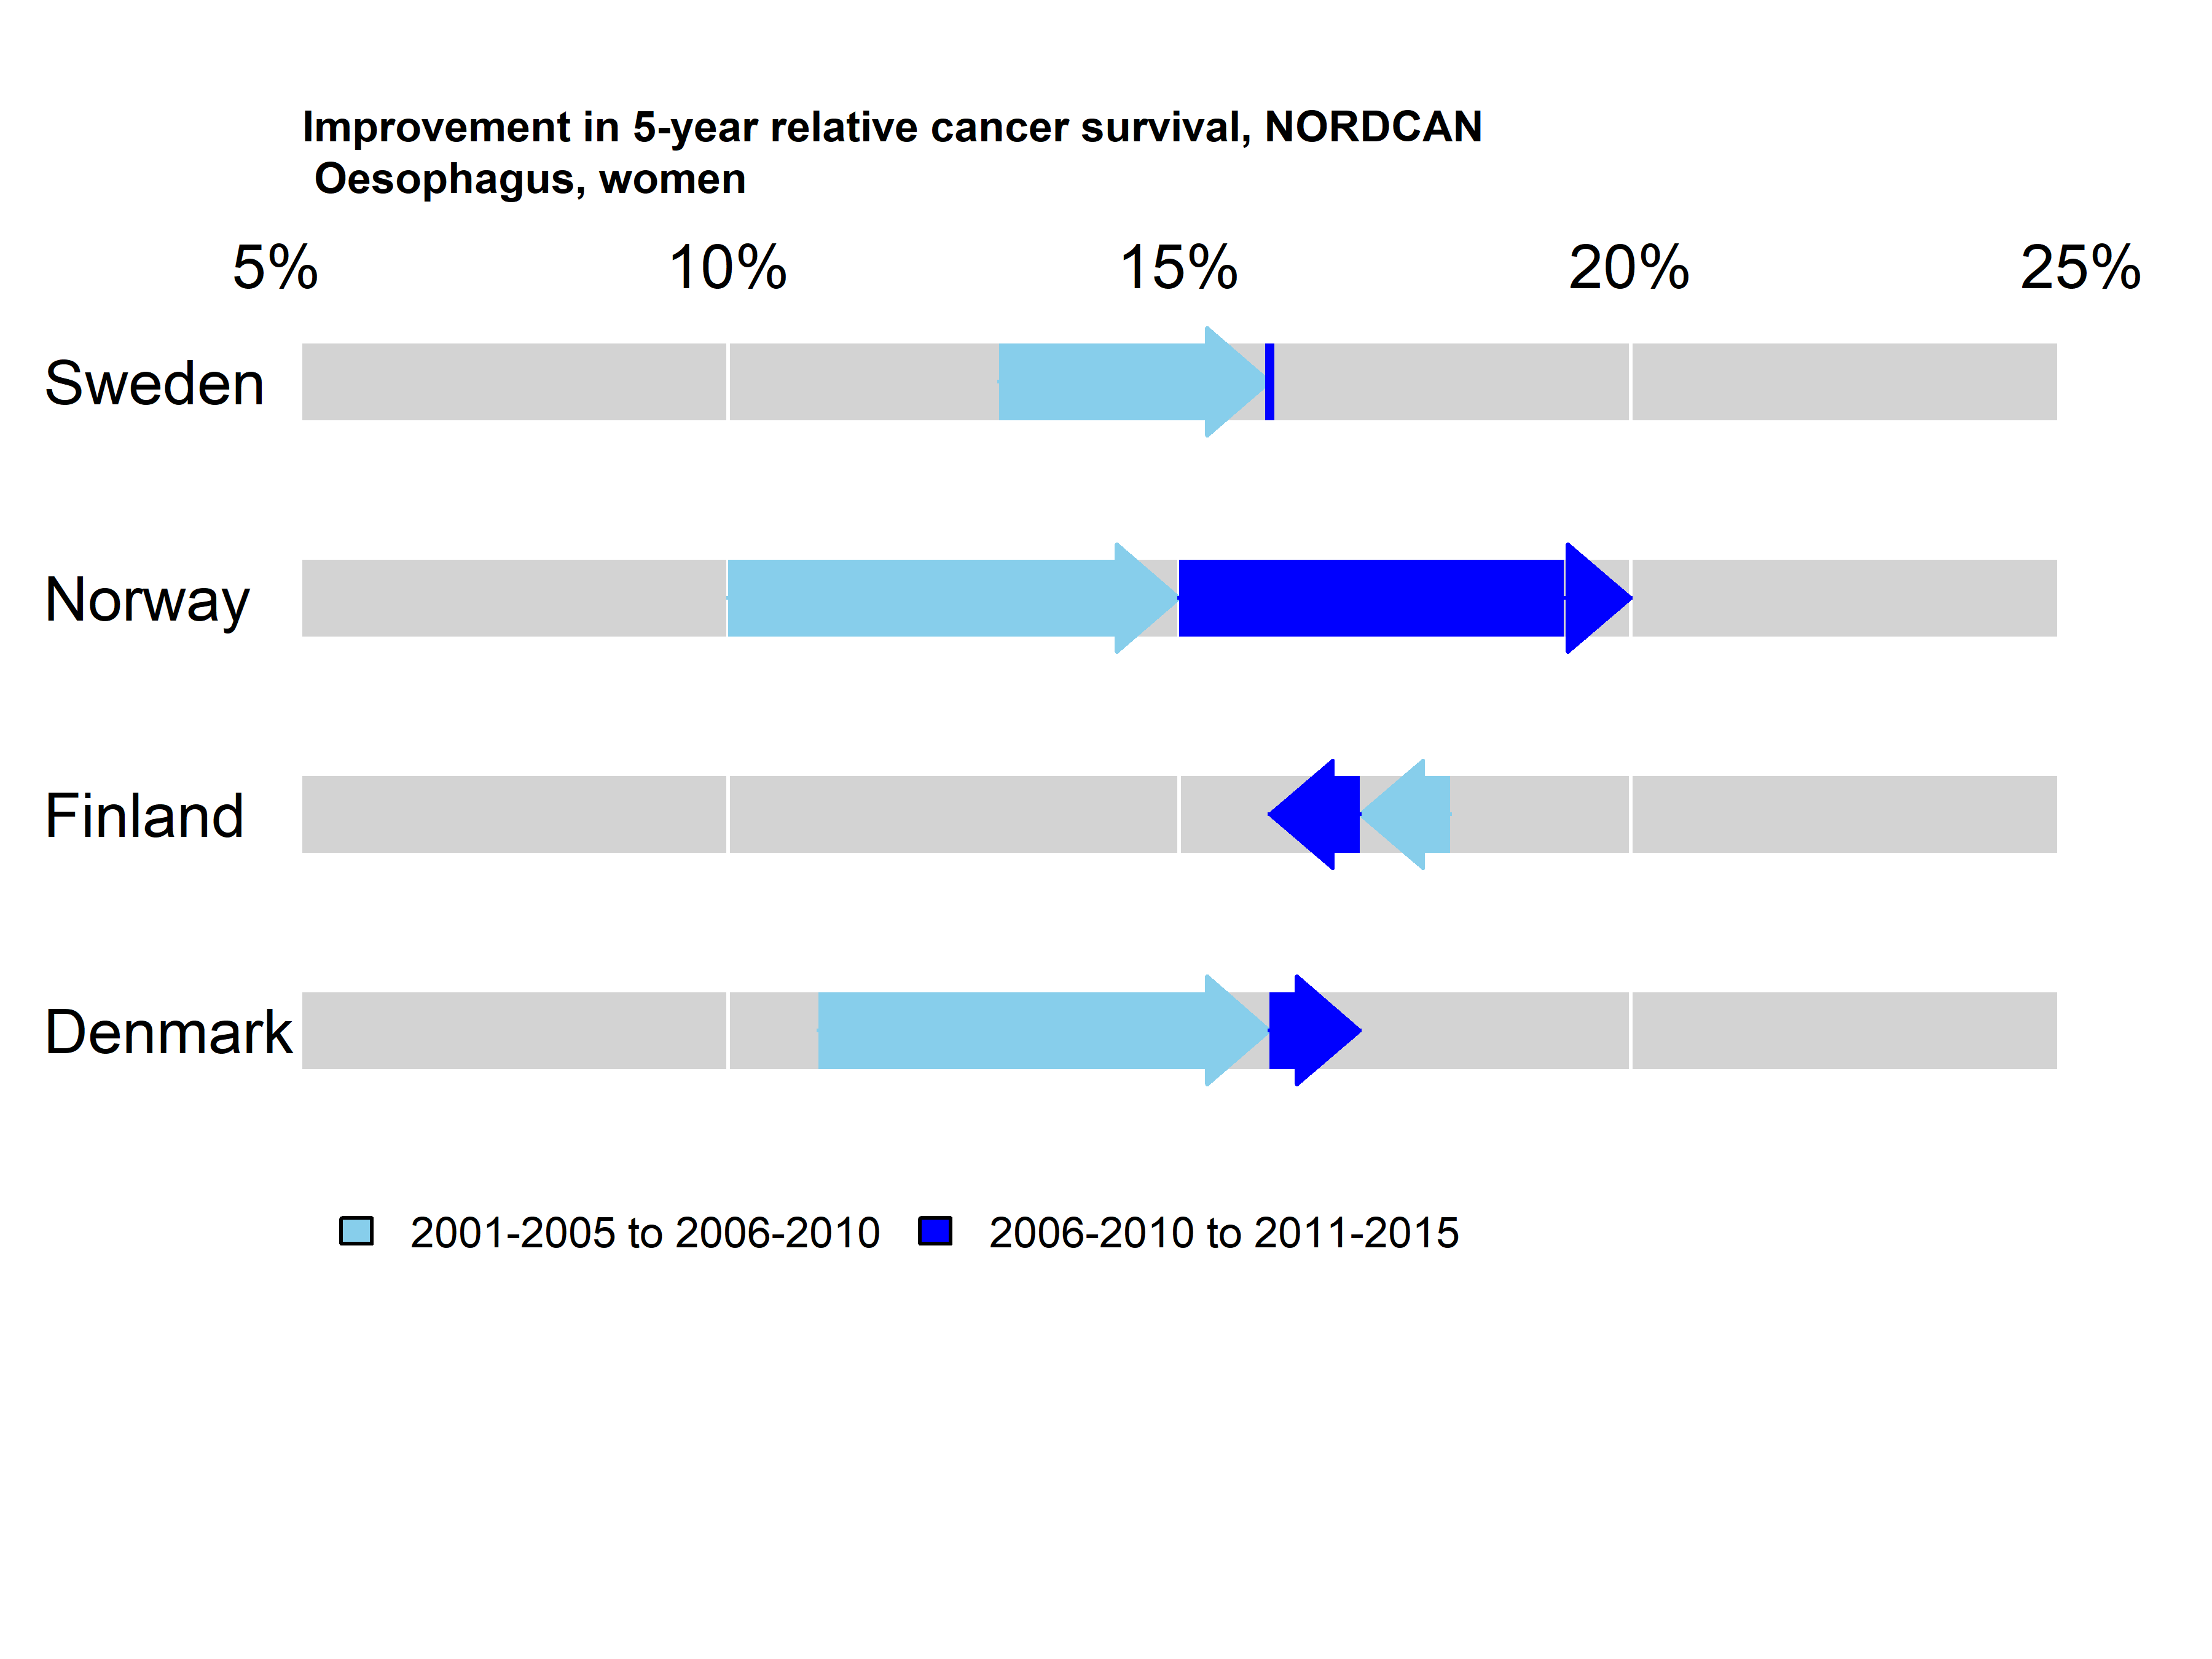 Improvement in 5-year relative cancer survival, NORDCAN
Oesophagus, women
5% 10% 15% 20% 25%
Sweden
Norway
Finland
Denmark
2001-2005 to 2006-2010 2006-2010 to 2011-2015